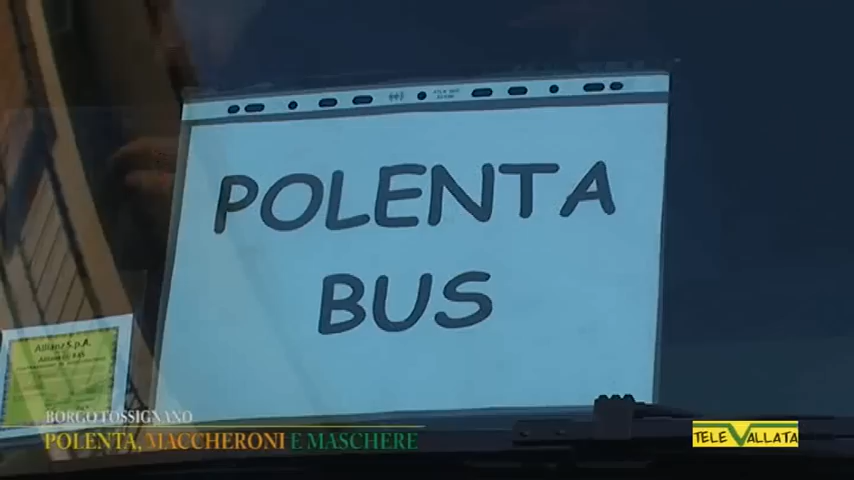 POLENTA
BUS
Allianz S.p.A.
BORGO TOSSIGNANO
POLENTA, MACCHERONI E MASCHERE
TELEVALLATA